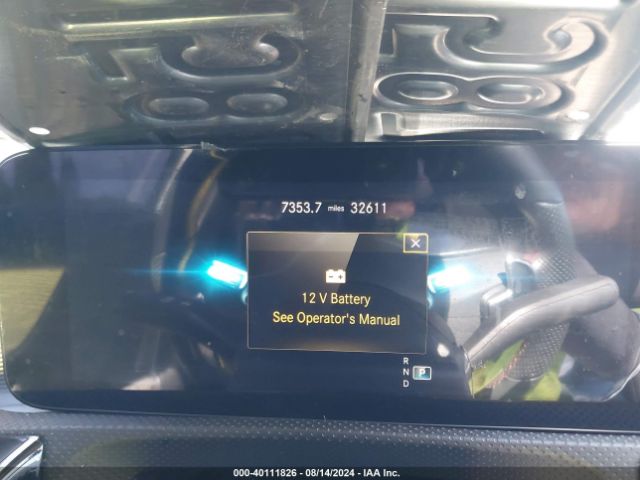 7353.7 miles 32611
12 V Battery
See Operator's Manual
R
N
P
D
000-40111826 - 08/14/2024 - IAA Inc.